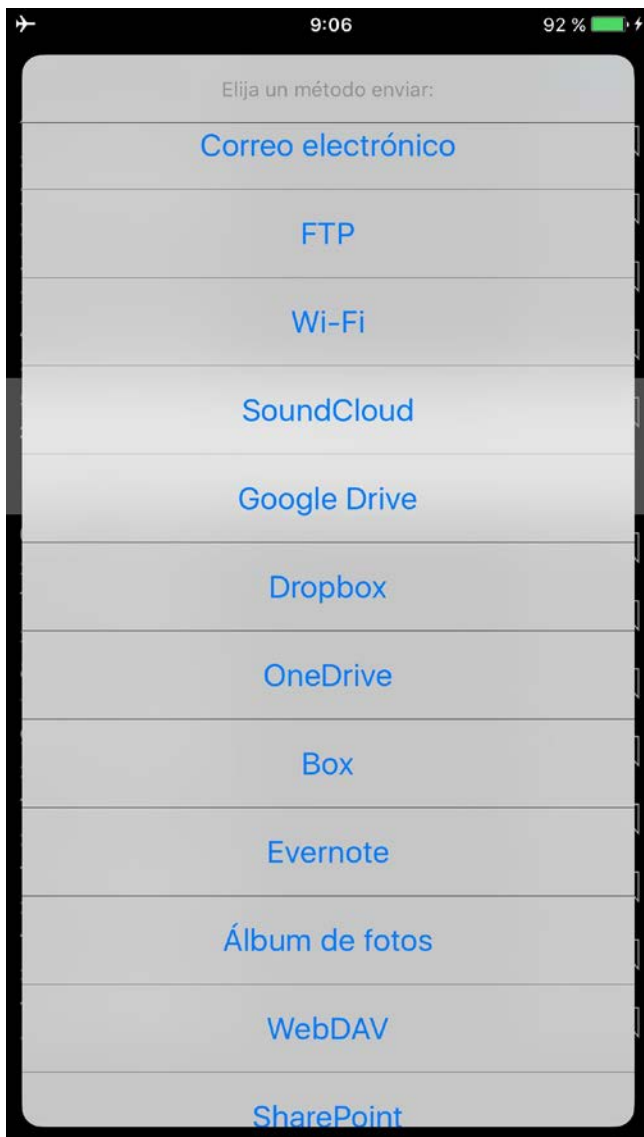 9:06
92 %
Elija un método enviar:
Correo electrónico
FTP
Wi-Fi
SoundCloud
Google Drive
Dropbox
OneDrive
Box
Evernote
Álbum de fotos
WebDAV
SharePoint